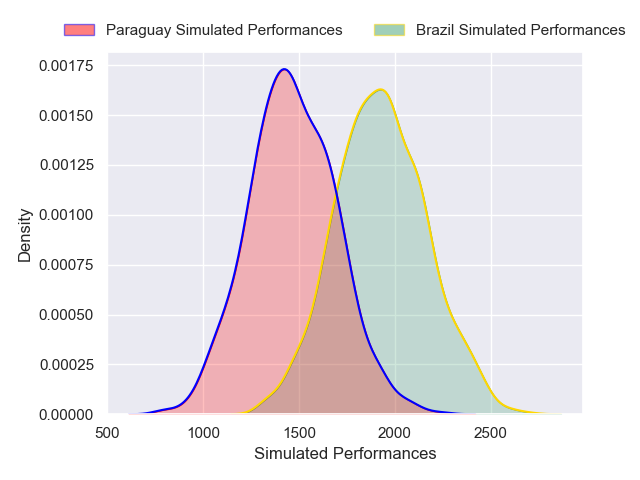 Paraguay Simulated Performances Brazil Simulated Performances
0.00175
0.00150
0.00125
0.00100
0.00075
0.00050
0.00025
0.00000
Density
500 1000 1500 2000 2500
Simulated Performances